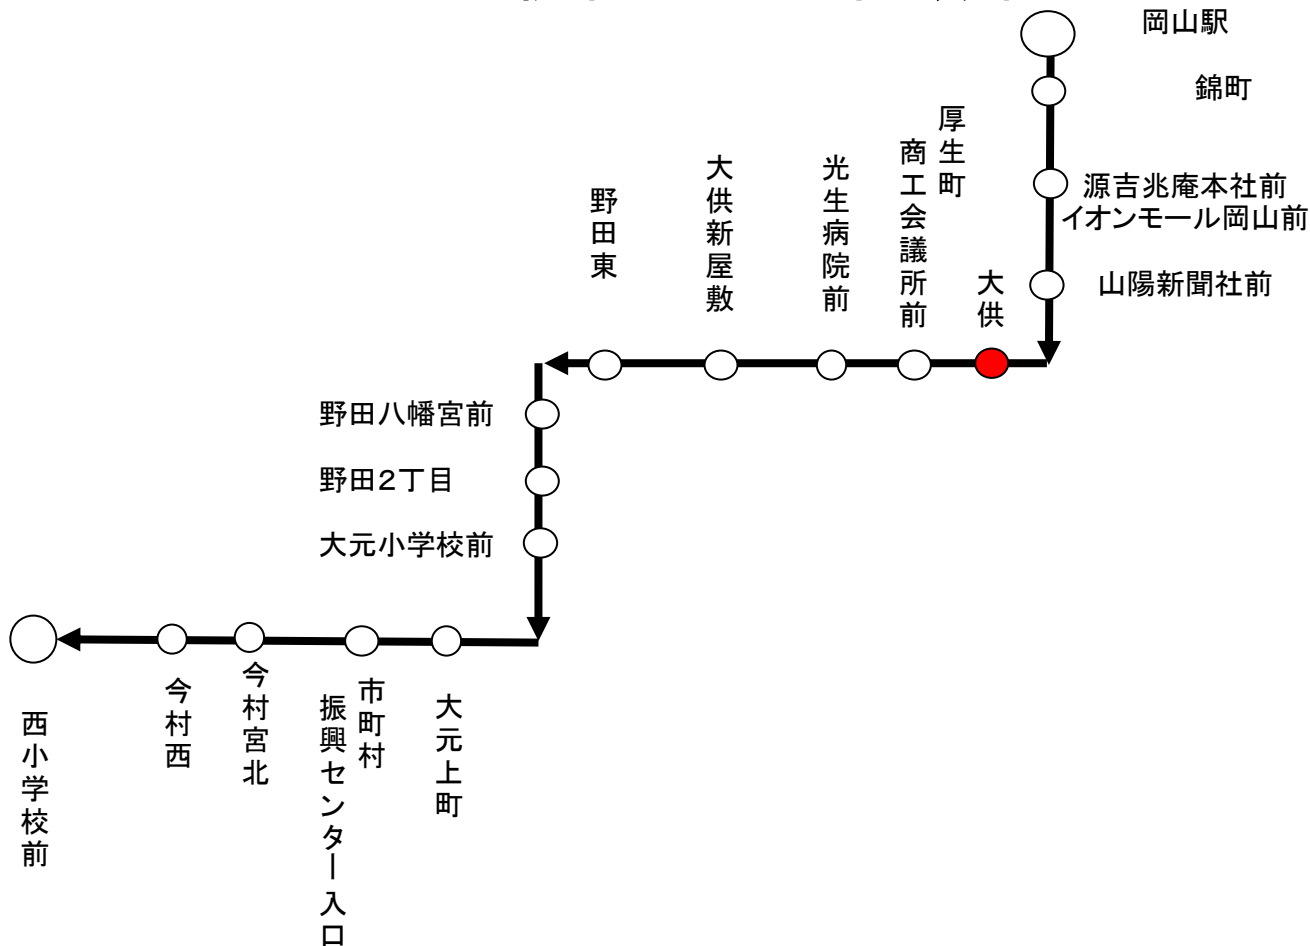 岡山駅
錦町
源吉兆庵本社前
イオンモール岡山前
山陽新聞社前
大供
厚生町
商工会議所前
光生病院前
大供新屋敷
野田東
野田八幡宮前
野田2丁目
大元小学校前
大元上町
市町村
振興センター入口
今村宮北
今村西
西小学校前